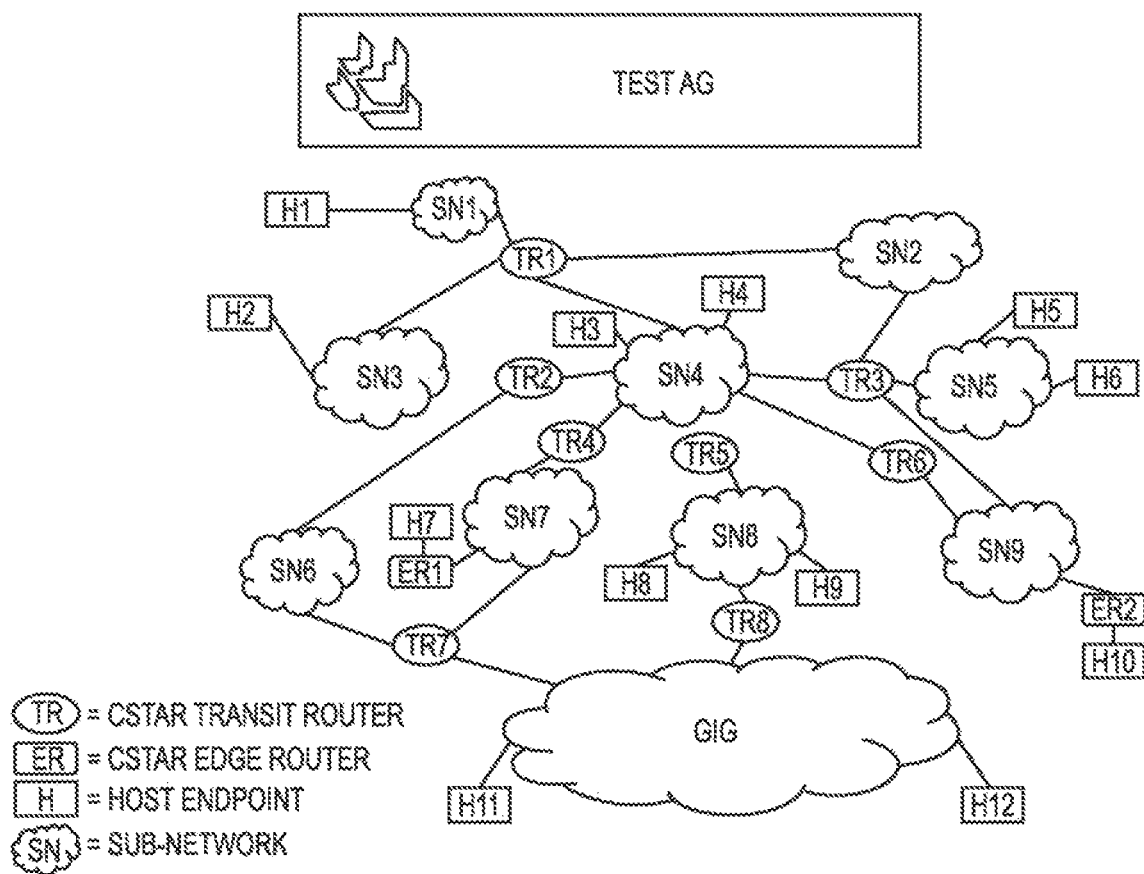 TEST AG
H1
SN1
TR1
SN2
H2
H3
H4
H5
SN3
TR2
SN4
TR3
SN5
H6
TR4
TR5
TR6
H7
SN7
SN8
SN6
ER1
SN9
H8
H9
ER2
TR7
TR8
H10
TR = CSTAR TRANSIT ROUTER
GIG
ER = CSTAR EDGE ROUTER
H = HOST ENDPOINT
H11
H12
SN = SUB-NETWORK